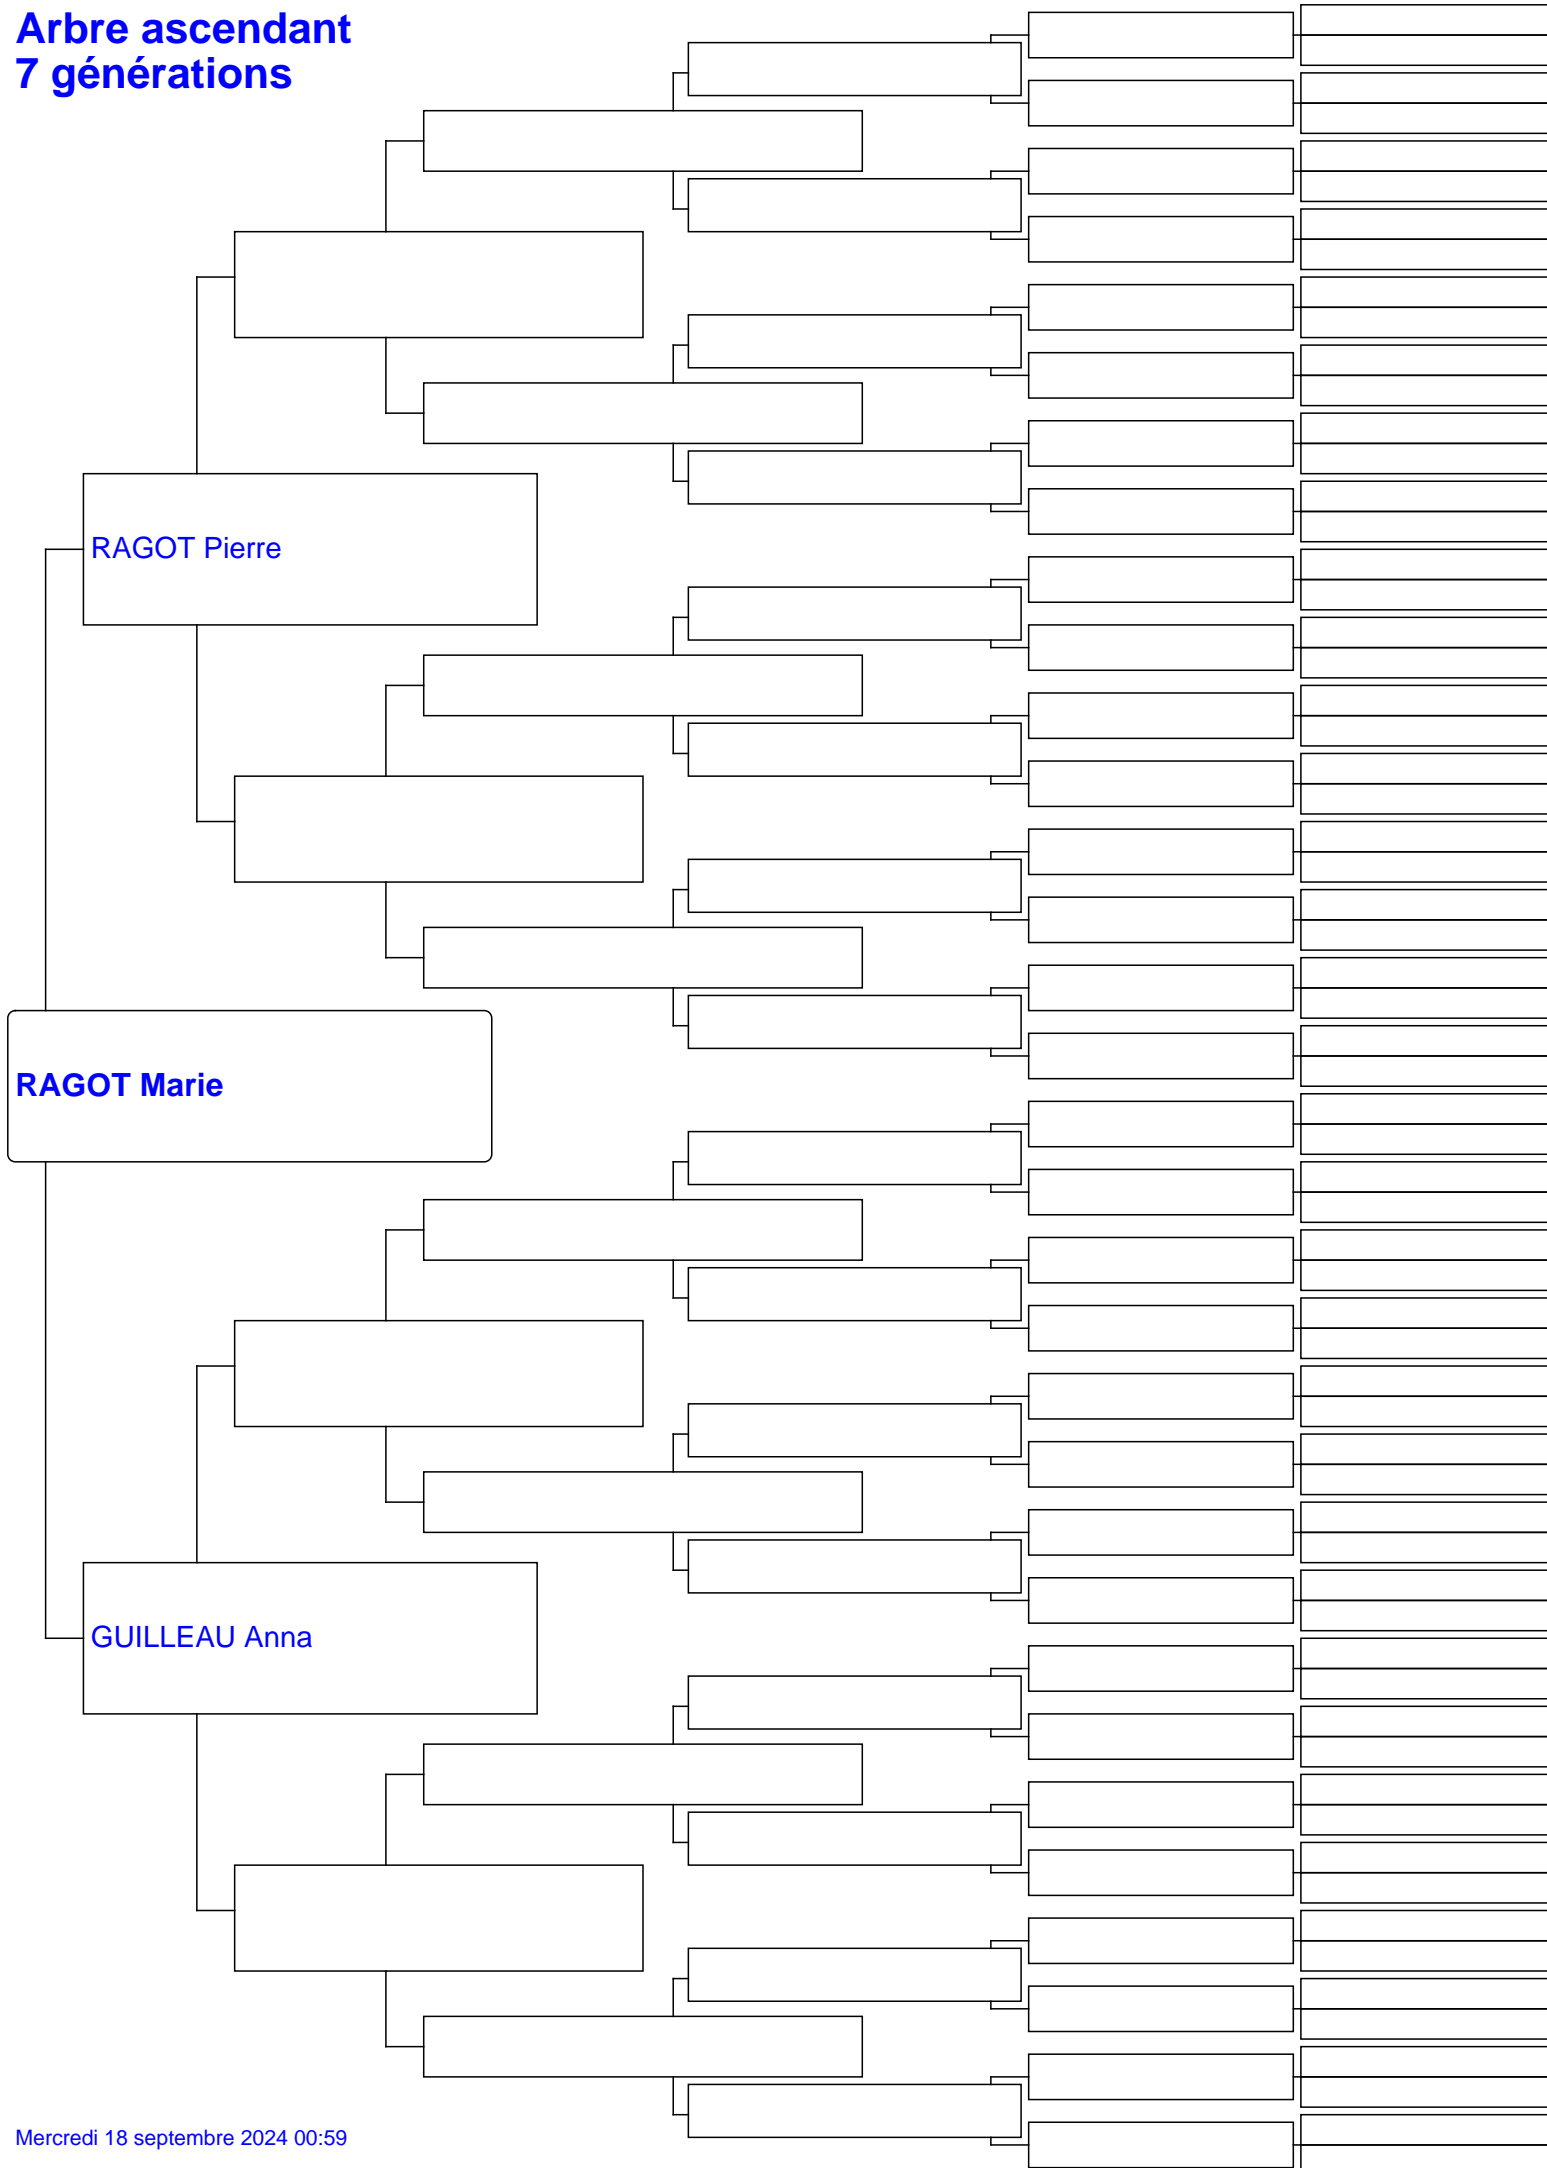 Arbre ascendant
7 générations
RAGOT Pierre
RAGOT Marie
GUILLEAU Anna
Mercredi 18 septembre 2024 00:59